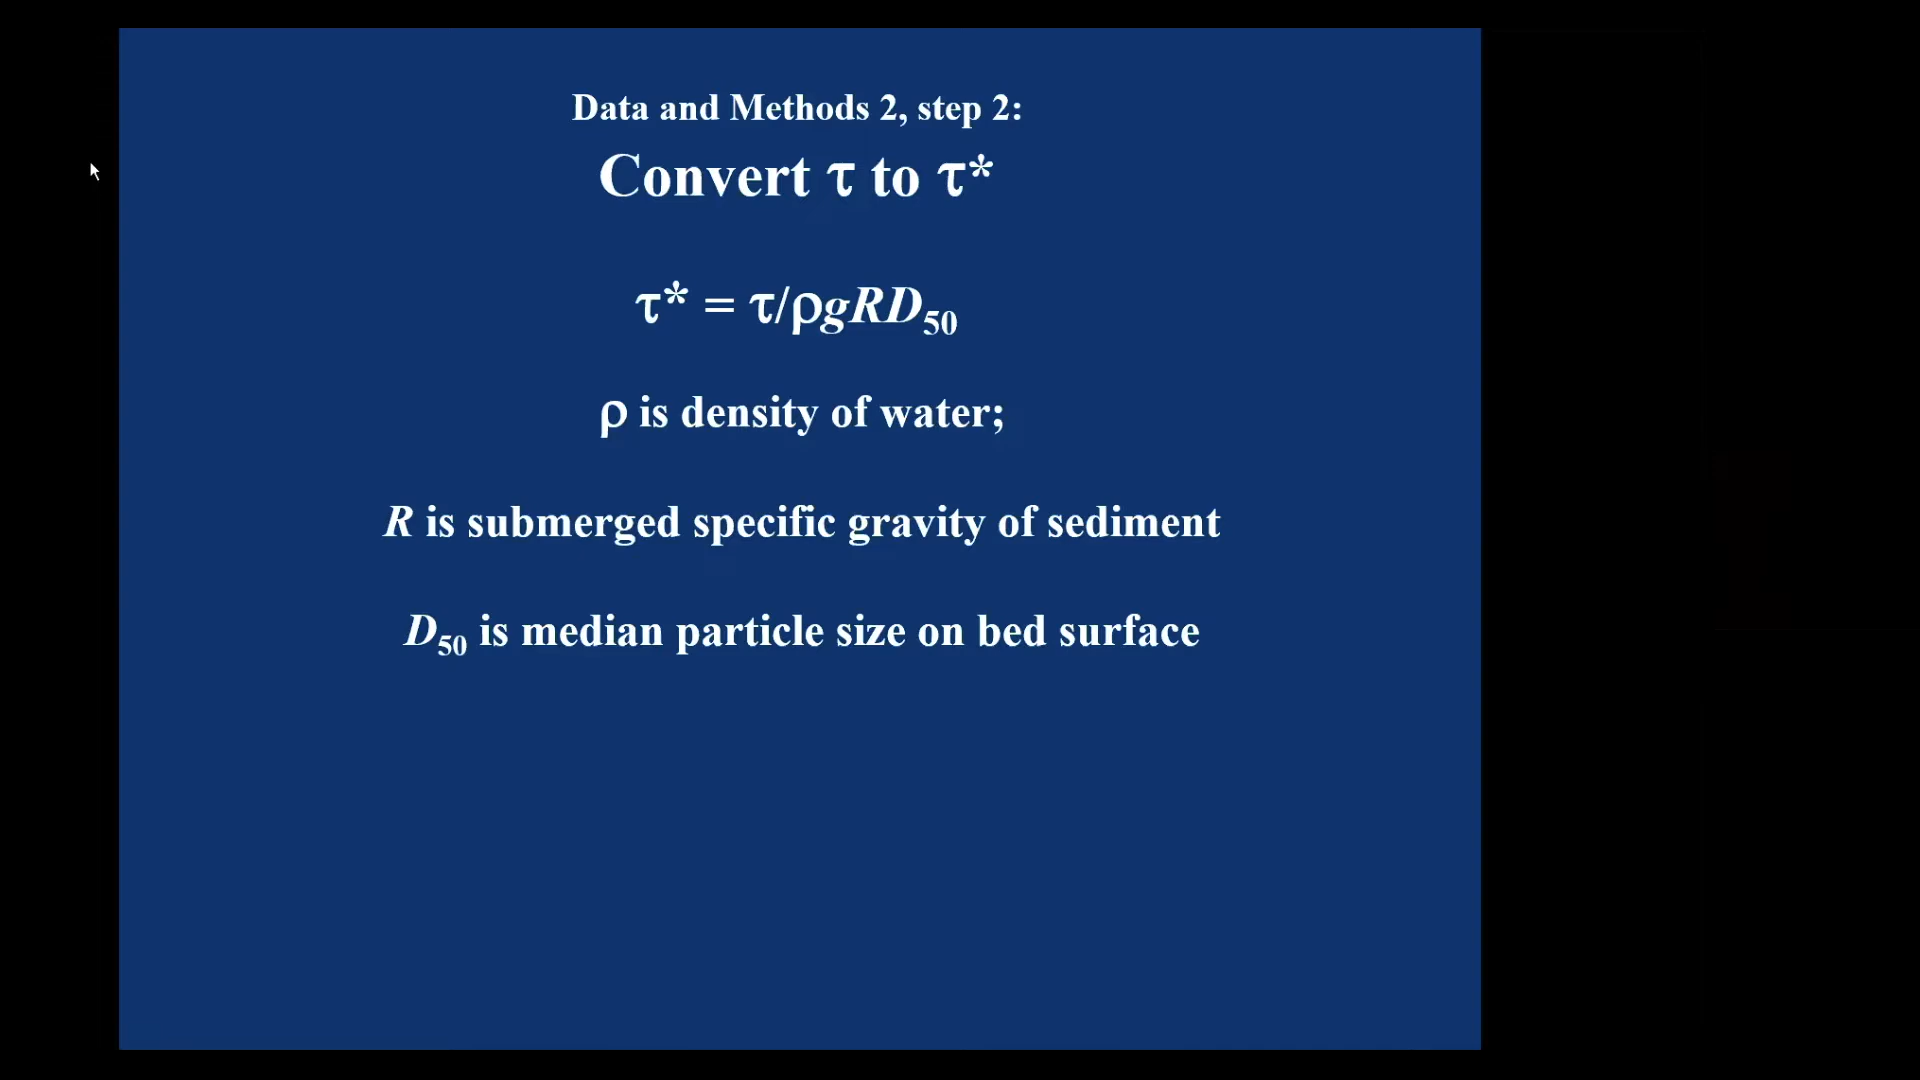 Data and Methods 2, step 2:
Convert τ to τ*
τ* = τ/ρgRD₅₀
ρ is density of water;
R is submerged specific gravity of sediment
D₅₀ is median particle size on bed surface